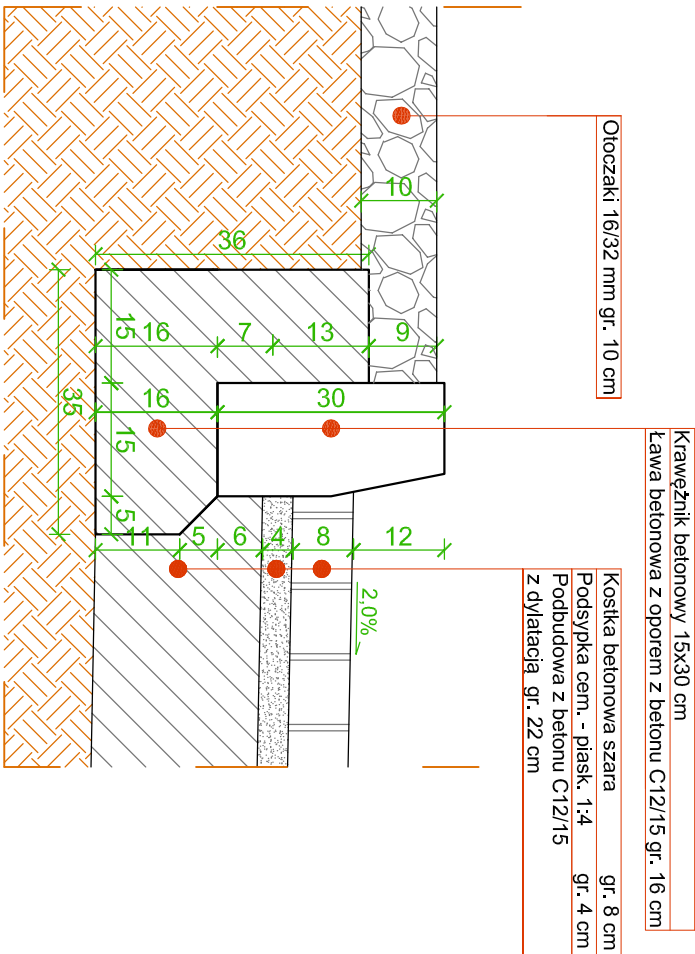 Otoczaki 16/32 mm gr. 10 cm
Krawężnik betonowy 15x30 cm
Ława betonowa z oporem z betonu C12/15 gr. 16 cm
Kostka betonowa szara gr. 8 cm
Podsypka cem. - piask. 1:4 gr. 4 cm
Podbudowa z betonu C12/15
z dylatacją gr. 22 cm
10
36
16 7 13 9
16 30
11 5 6 4 8 12
35
15
15
5
2,0%